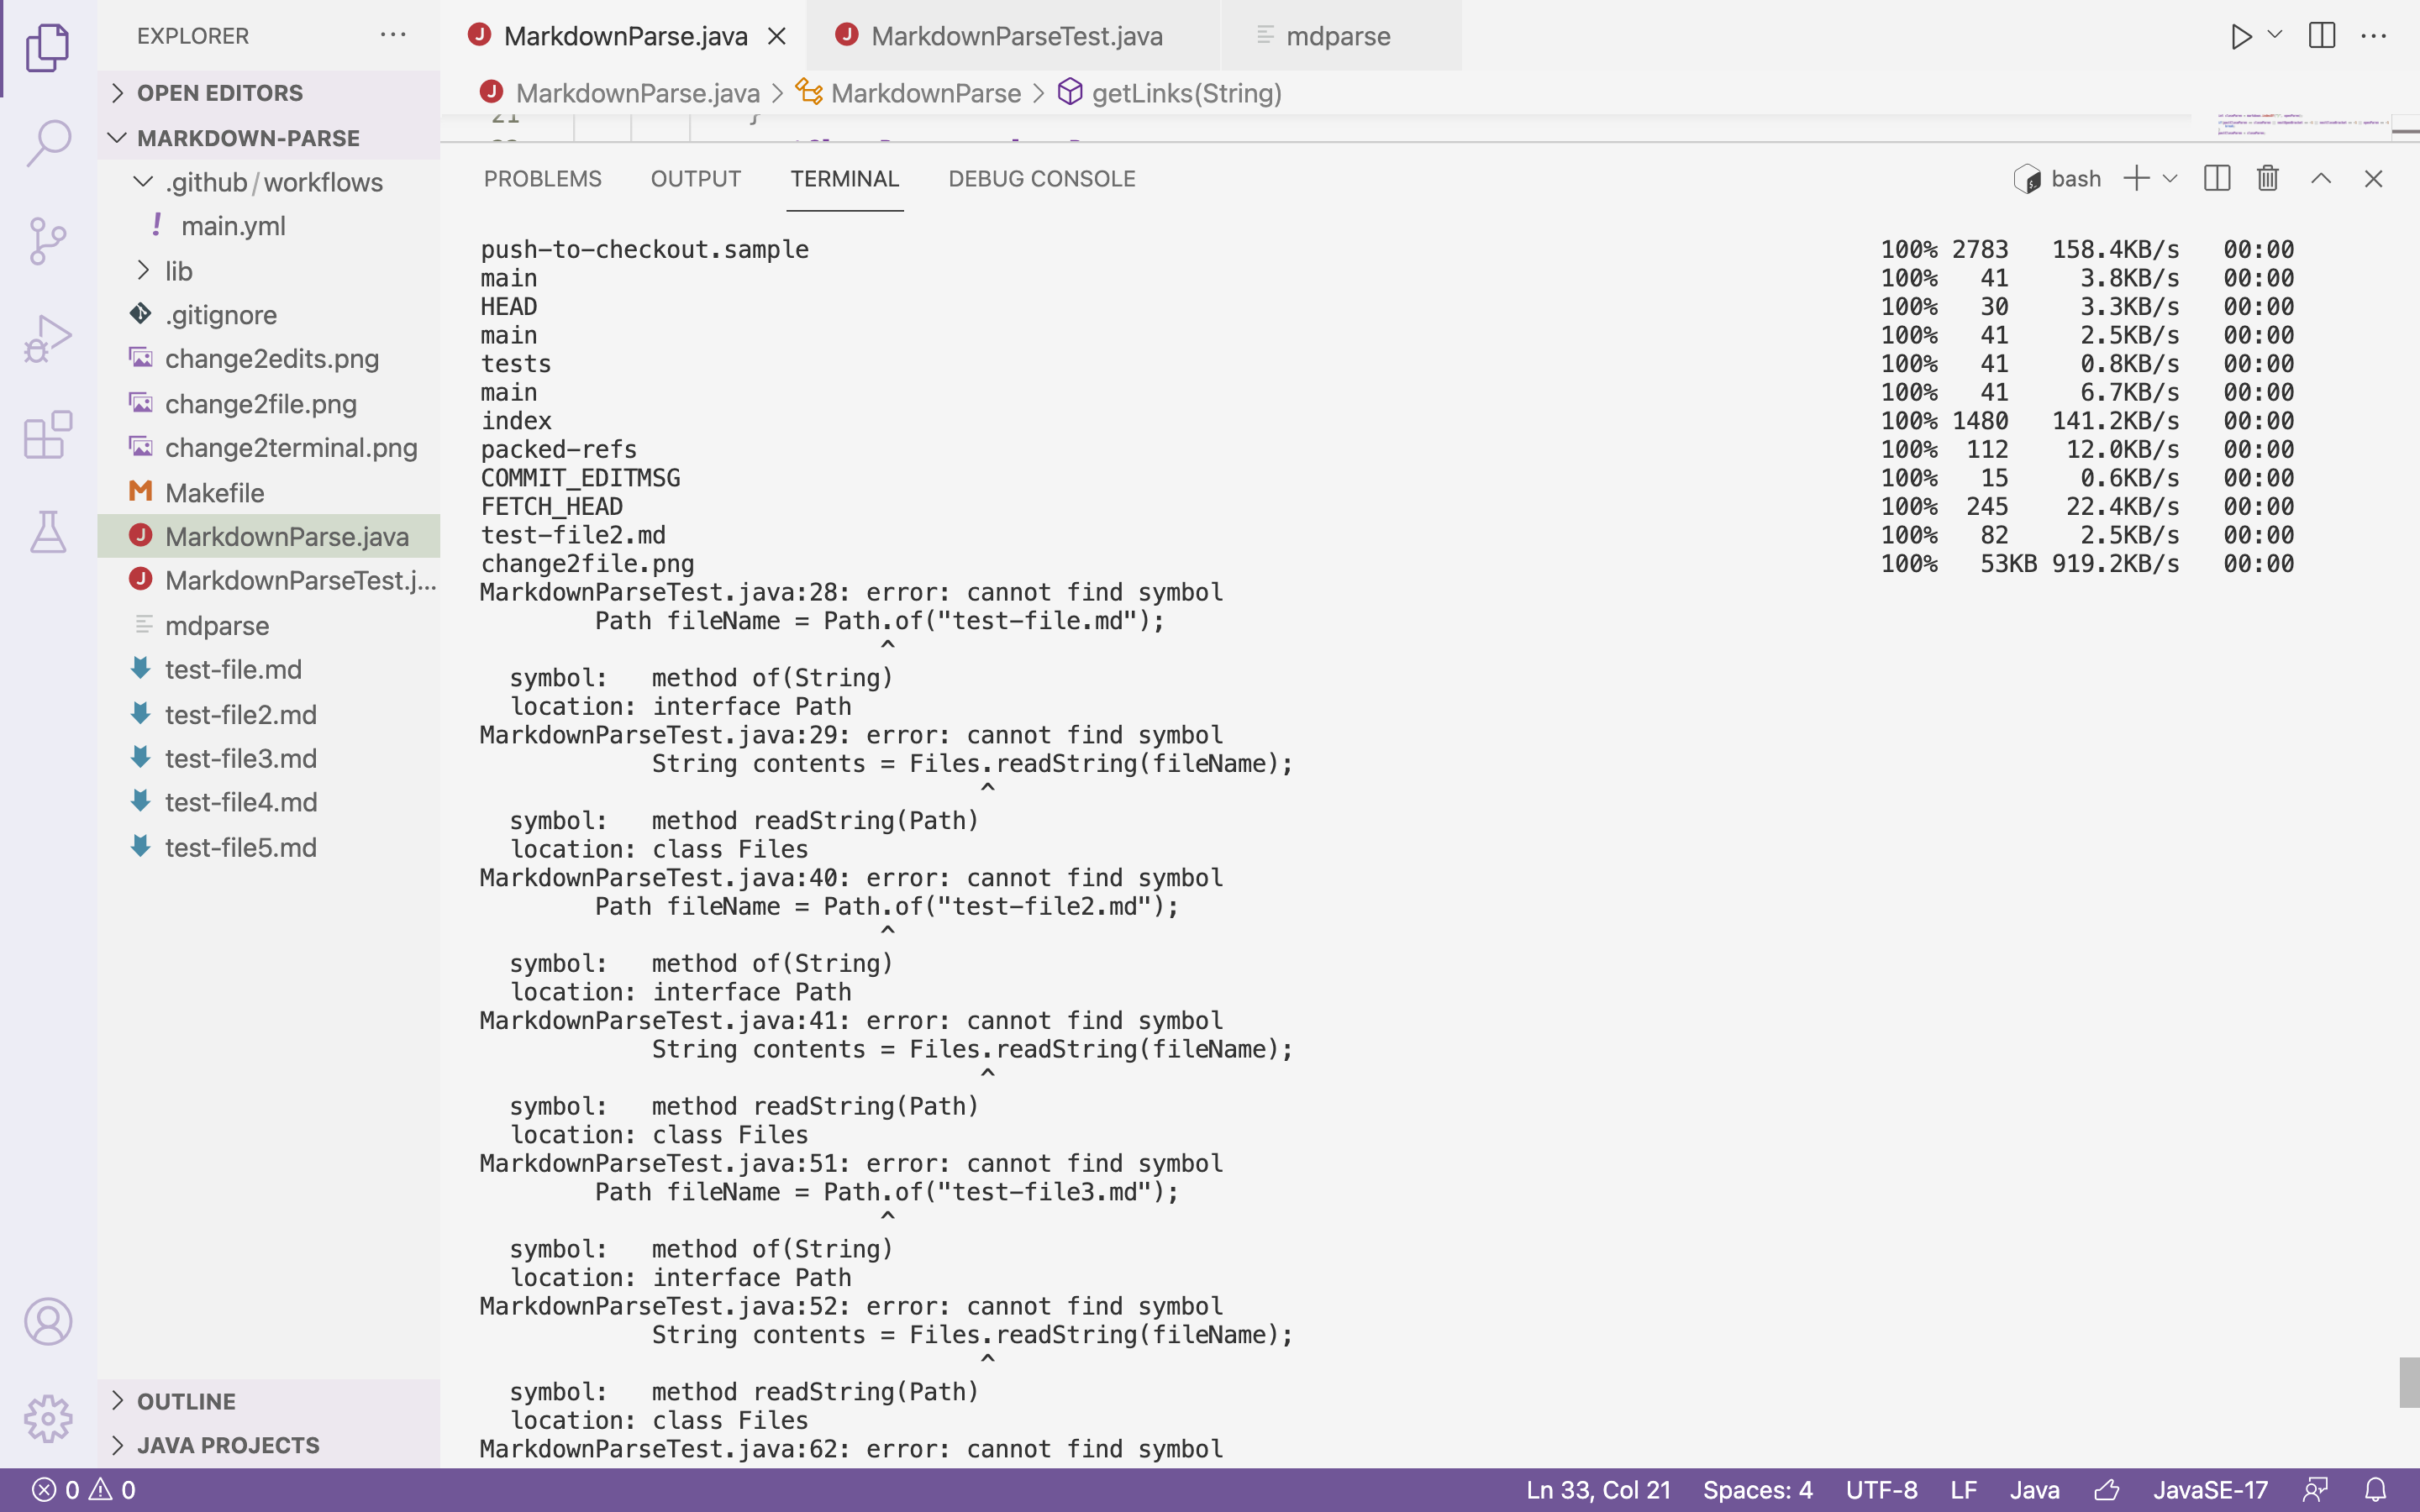 EXPLORER
OPEN EDITORS
MARKDOWN-PARSE
.github/workflows
main.yml
lib
.gitignore
change2edits.png
change2file.png
change2terminal.png
Makefile
MarkdownParse.java
MarkdownParseTest.j...
mdparse
test-file.md
test-file2.md
test-file3.md
test-file4.md
test-file5.md
OUTLINE
JAVA PROJECTS
MarkdownParse.java MarkdownParseTest.java mdparse
MarkdownParse.java > MarkdownParse > getLinks(String)
21 }
PROBLEMS OUTPUT TERMINAL DEBUG CONSOLE bash
push-to-checkout.sample 100% 2783 158.4KB/s 00:00
main 100% 41 3.8KB/s 00:00
HEAD 100% 30 3.3KB/s 00:00
main 100% 41 2.5KB/s 00:00
tests 100% 41 0.8KB/s 00:00
main 100% 41 6.7KB/s 00:00
index 100% 1480 141.2KB/s 00:00
packed-refs 100% 112 12.0KB/s 00:00
COMMIT_EDITMSG 100% 15 0.6KB/s 00:00
FETCH_HEAD 100% 245 22.4KB/s 00:00
test-file2.md 100% 82 2.5KB/s 00:00
change2file.png 100% 53KB 919.2KB/s 00:00
MarkdownParseTest.java:28: error: cannot find symbol
Path fileName = Path.of("test-file.md");
^
symbol: method of(String)
location: interface Path
MarkdownParseTest.java:29: error: cannot find symbol
String contents = Files.readString(fileName);
^
symbol: method readString(Path)
location: class Files
MarkdownParseTest.java:40: error: cannot find symbol
Path fileName = Path.of("test-file2.md");
^
symbol: method of(String)
location: interface Path
MarkdownParseTest.java:41: error: cannot find symbol
String contents = Files.readString(fileName);
^
symbol: method readString(Path)
location: class Files
MarkdownParseTest.java:51: error: cannot find symbol
Path fileName = Path.of("test-file3.md");
^
symbol: method of(String)
location: interface Path
MarkdownParseTest.java:52: error: cannot find symbol
String contents = Files.readString(fileName);
^
symbol: method readString(Path)
location: class Files
MarkdownParseTest.java:62: error: cannot find symbol
0 0 Ln 33, Col 21 Spaces: 4 UTF-8 LF Java JavaSE-17